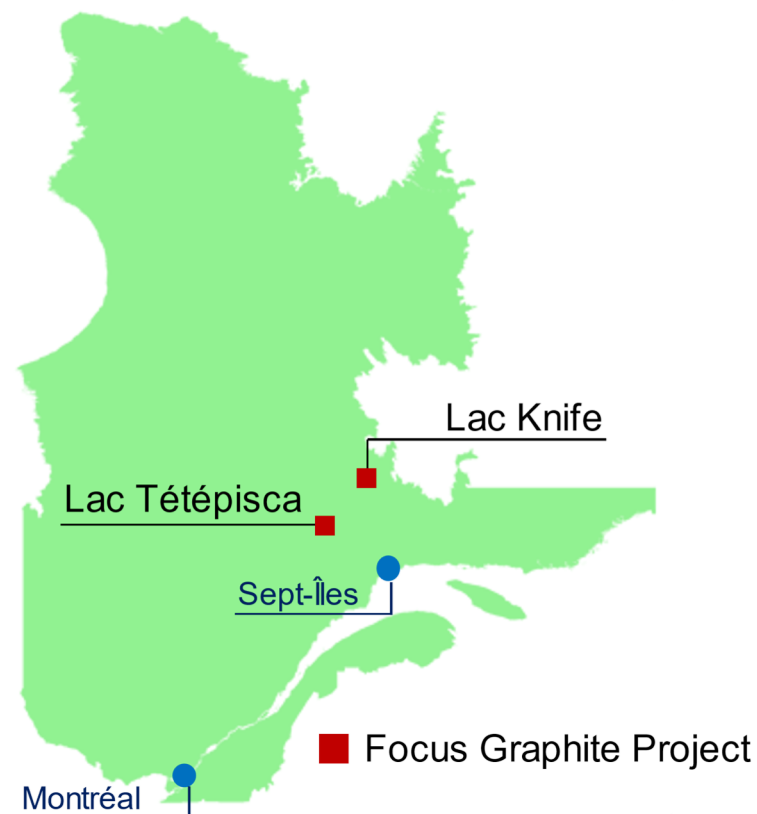 Lac Knife
Lac Tétépisca
Sept-Îles
Focus Graphite Project
Montréal